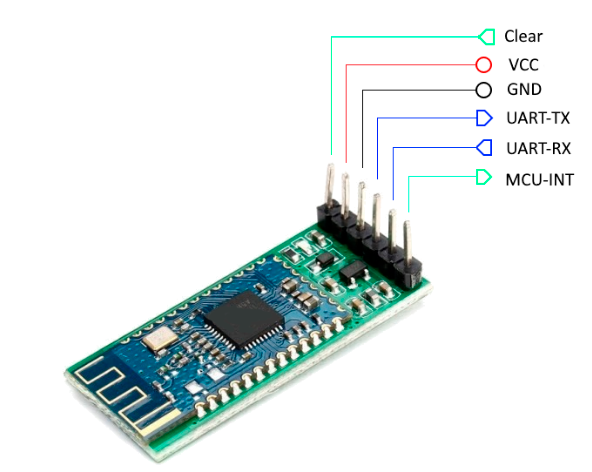 Clear
VCC
GND
UART-TX
UART-RX
MCU-INT